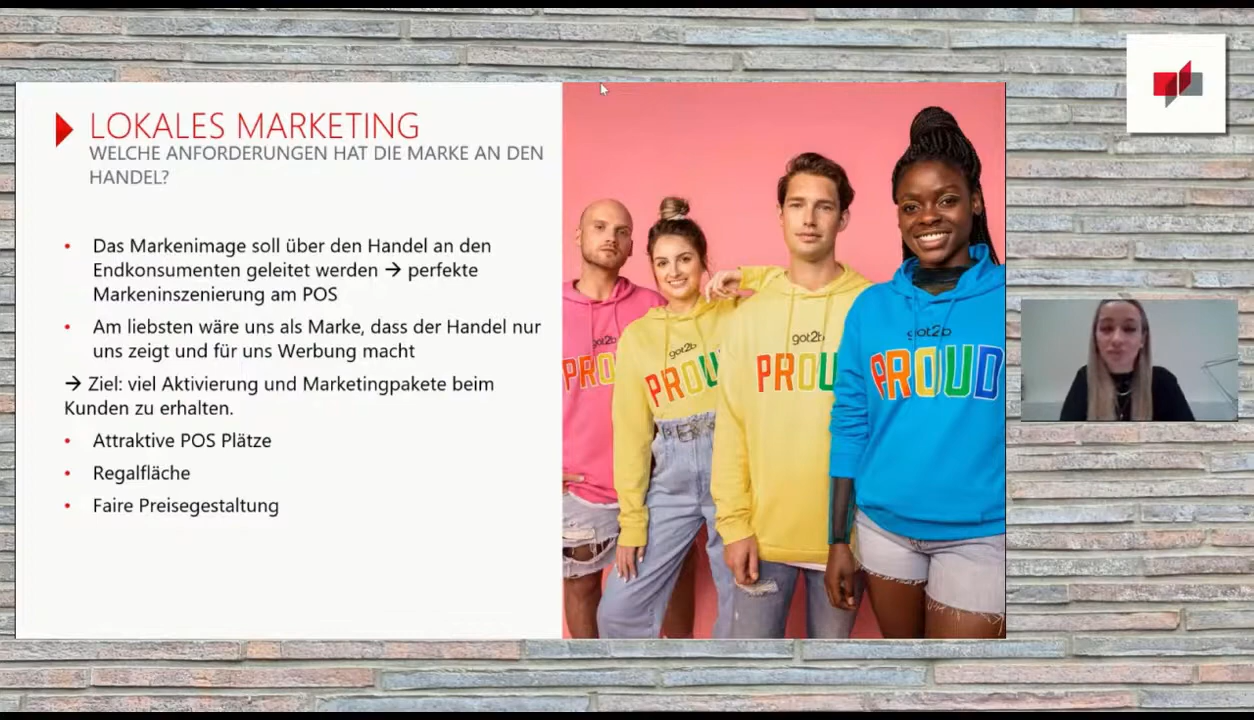 LOKALES MARKETING
WELCHE ANFORDERUNGEN HAT DIE MARKE AN DEN
HANDEL?
• Das Markenimage soll über den Handel an den
Endkonsumenten geleitet werden → perfekte
Markeninszenierung am POS
• Am liebsten wäre uns als Marke, dass der Handel nur
uns zeigt und für uns Werbung macht
→ Ziel: viel Aktivierung und Marketingpakete beim
Kunden zu erhalten.
• Attraktive POS Plätze
• Regalfläche
• Faire Preisegestaltung
got2b
PRO
got2b
PROU
got2b
PROU
got2b
PROUD